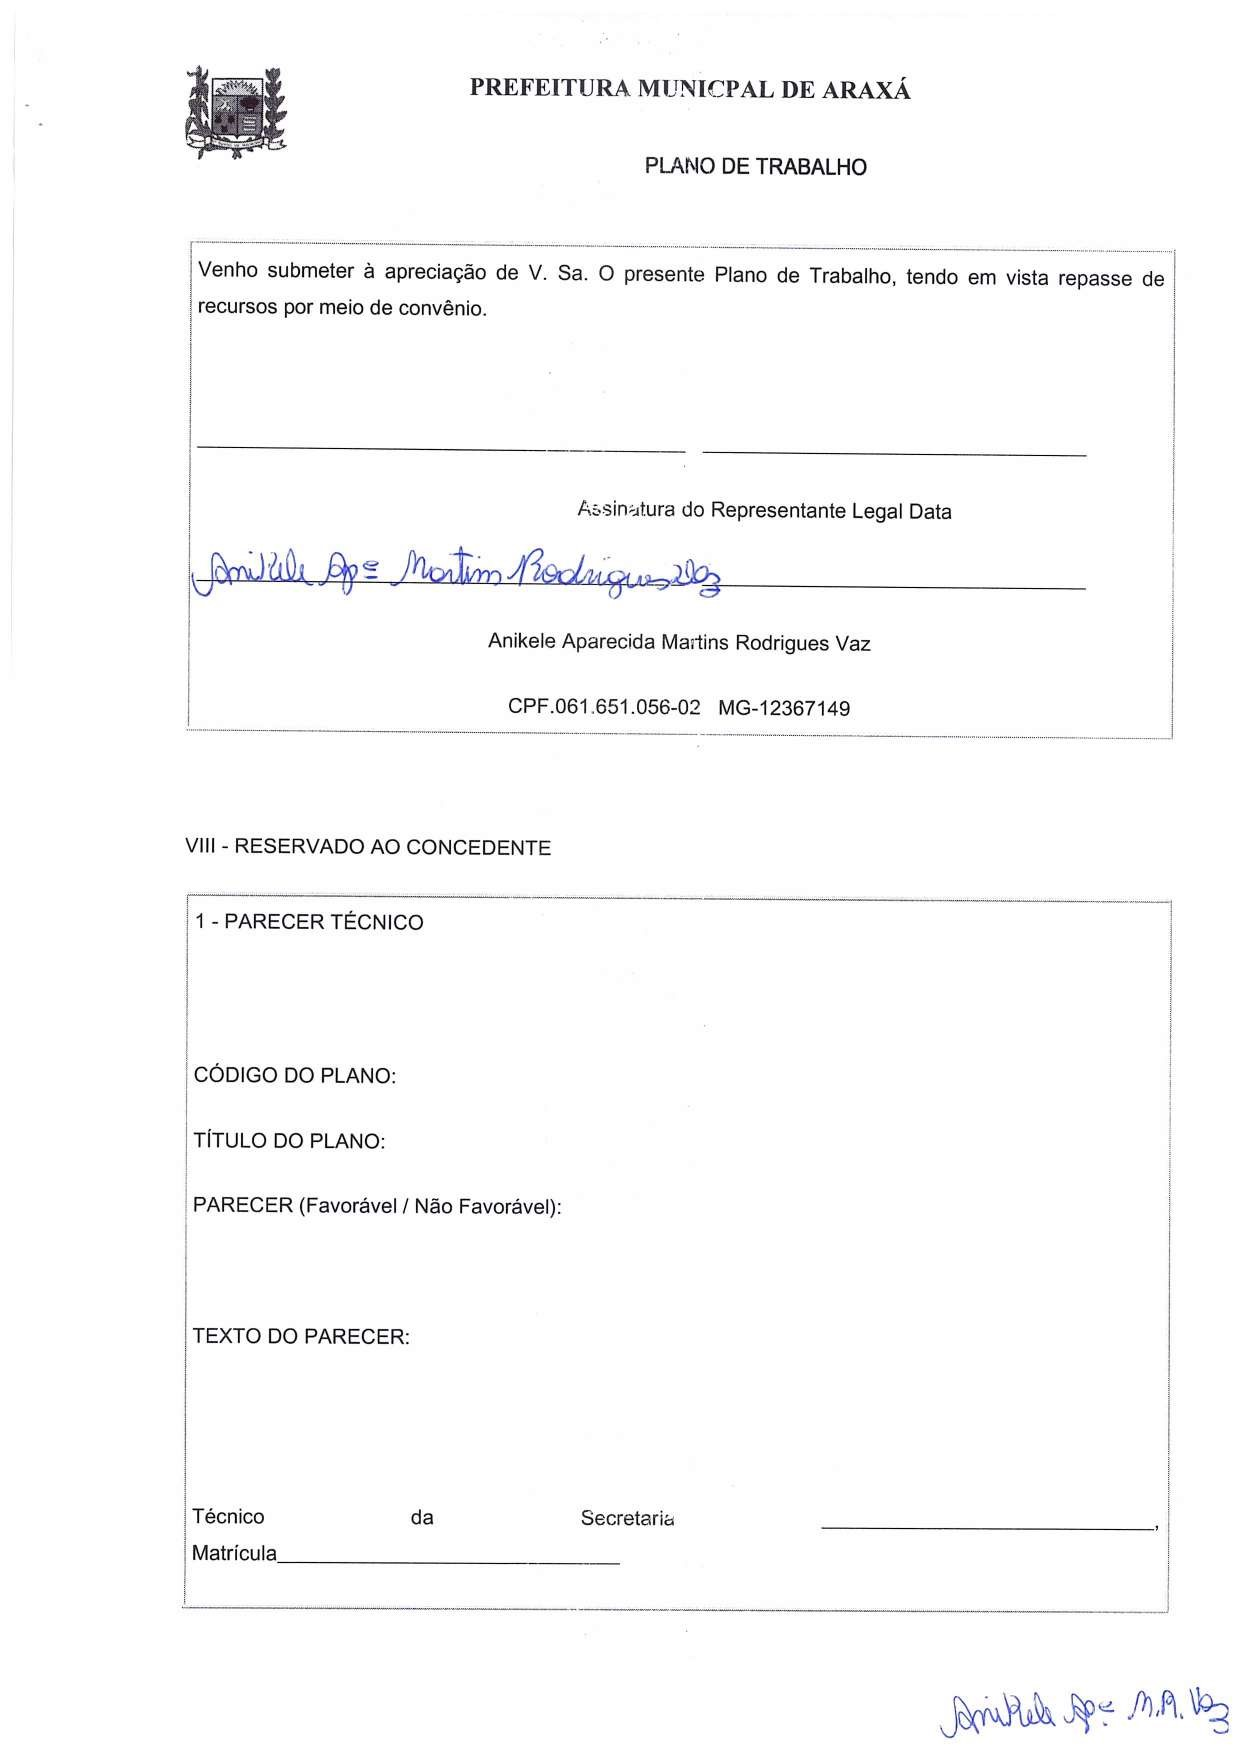 PREFEITURA MUNICPAL DE ARAXÁ
PLANO DE TRABALHO
Venho submeter à apreciação de V. Sa. O presente Plano de Trabalho, tendo em vista repasse de
recursos por meio de convênio.
Assinatura do Representante Legal Data
Anikele Apª Martins Rodrigues Vaz
Anikele Aparecida Martins Rodrigues Vaz
CPF.061.651.056-02 MG-12367149
VIII - RESERVADO AO CONCEDENTE
1 - PARECER TÉCNICO
CÓDIGO DO PLANO:
TÍTULO DO PLANO:
PARECER (Favorável / Não Favorável):
TEXTO DO PARECER:
Técnico da Secretaria ______________________________,
Matrícula______________________________
Anikele Apª M.R. Vaz